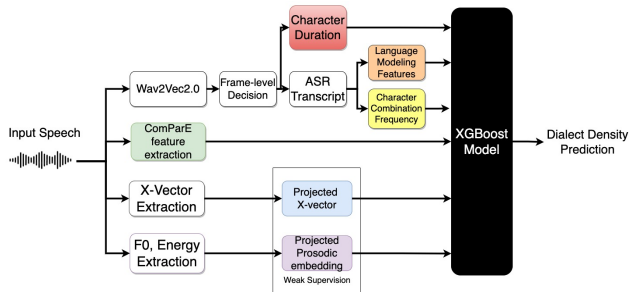 Character
Duration
Language
Modeling
Features
Wav2Vec2.0
Frame-level
Decision
ASR
Transcript
Character
Combination
Frequency
Input Speech
ComParE
feature
extraction
XGBoost
Model
Dialect Density
Prediction
X-Vector
Extraction
Projected
X-vector
F0, Energy
Extraction
Projected
Prosodic
embedding
Weak Supervision